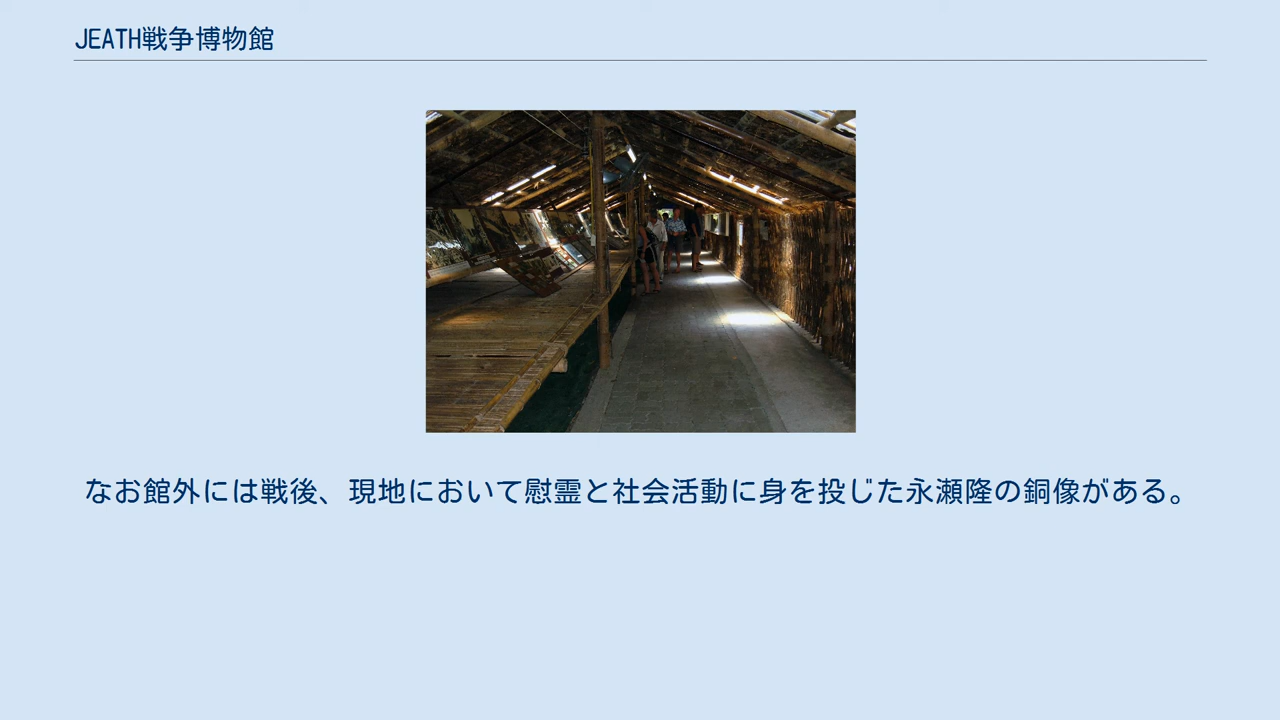 JEATH戦争博物館
なお館外には戦後、現地において慰霊と社会活動に身を投じた永瀬隆の銅像がある。